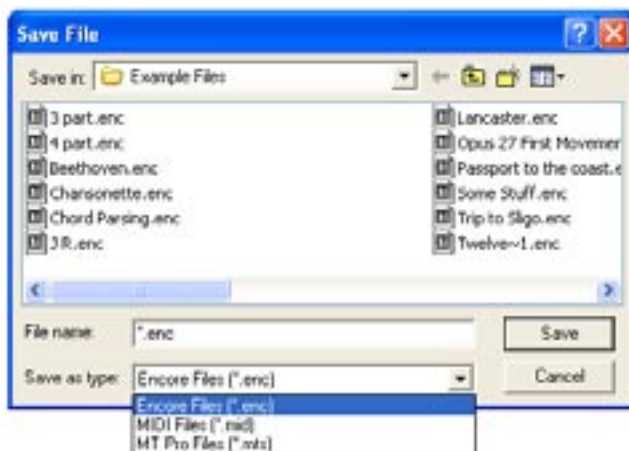 Save File
Save in: Example Files
3 part.enc
4 part.enc
Beethoven.enc
Chansonette.enc
Chord Parsing.enc
JR.enc
Lancaster.enc
Opus 27 First Movemer
Passport to the coast.e
Some Stuff.enc
Trip to Sligo.enc
Twelve~1.enc
File name: *.enc Save
Save as type: Encore Files (*.enc) Cancel
Encore Files (*.enc)
MIDI Files (*.mid)
MT Pro Files (*.mts)